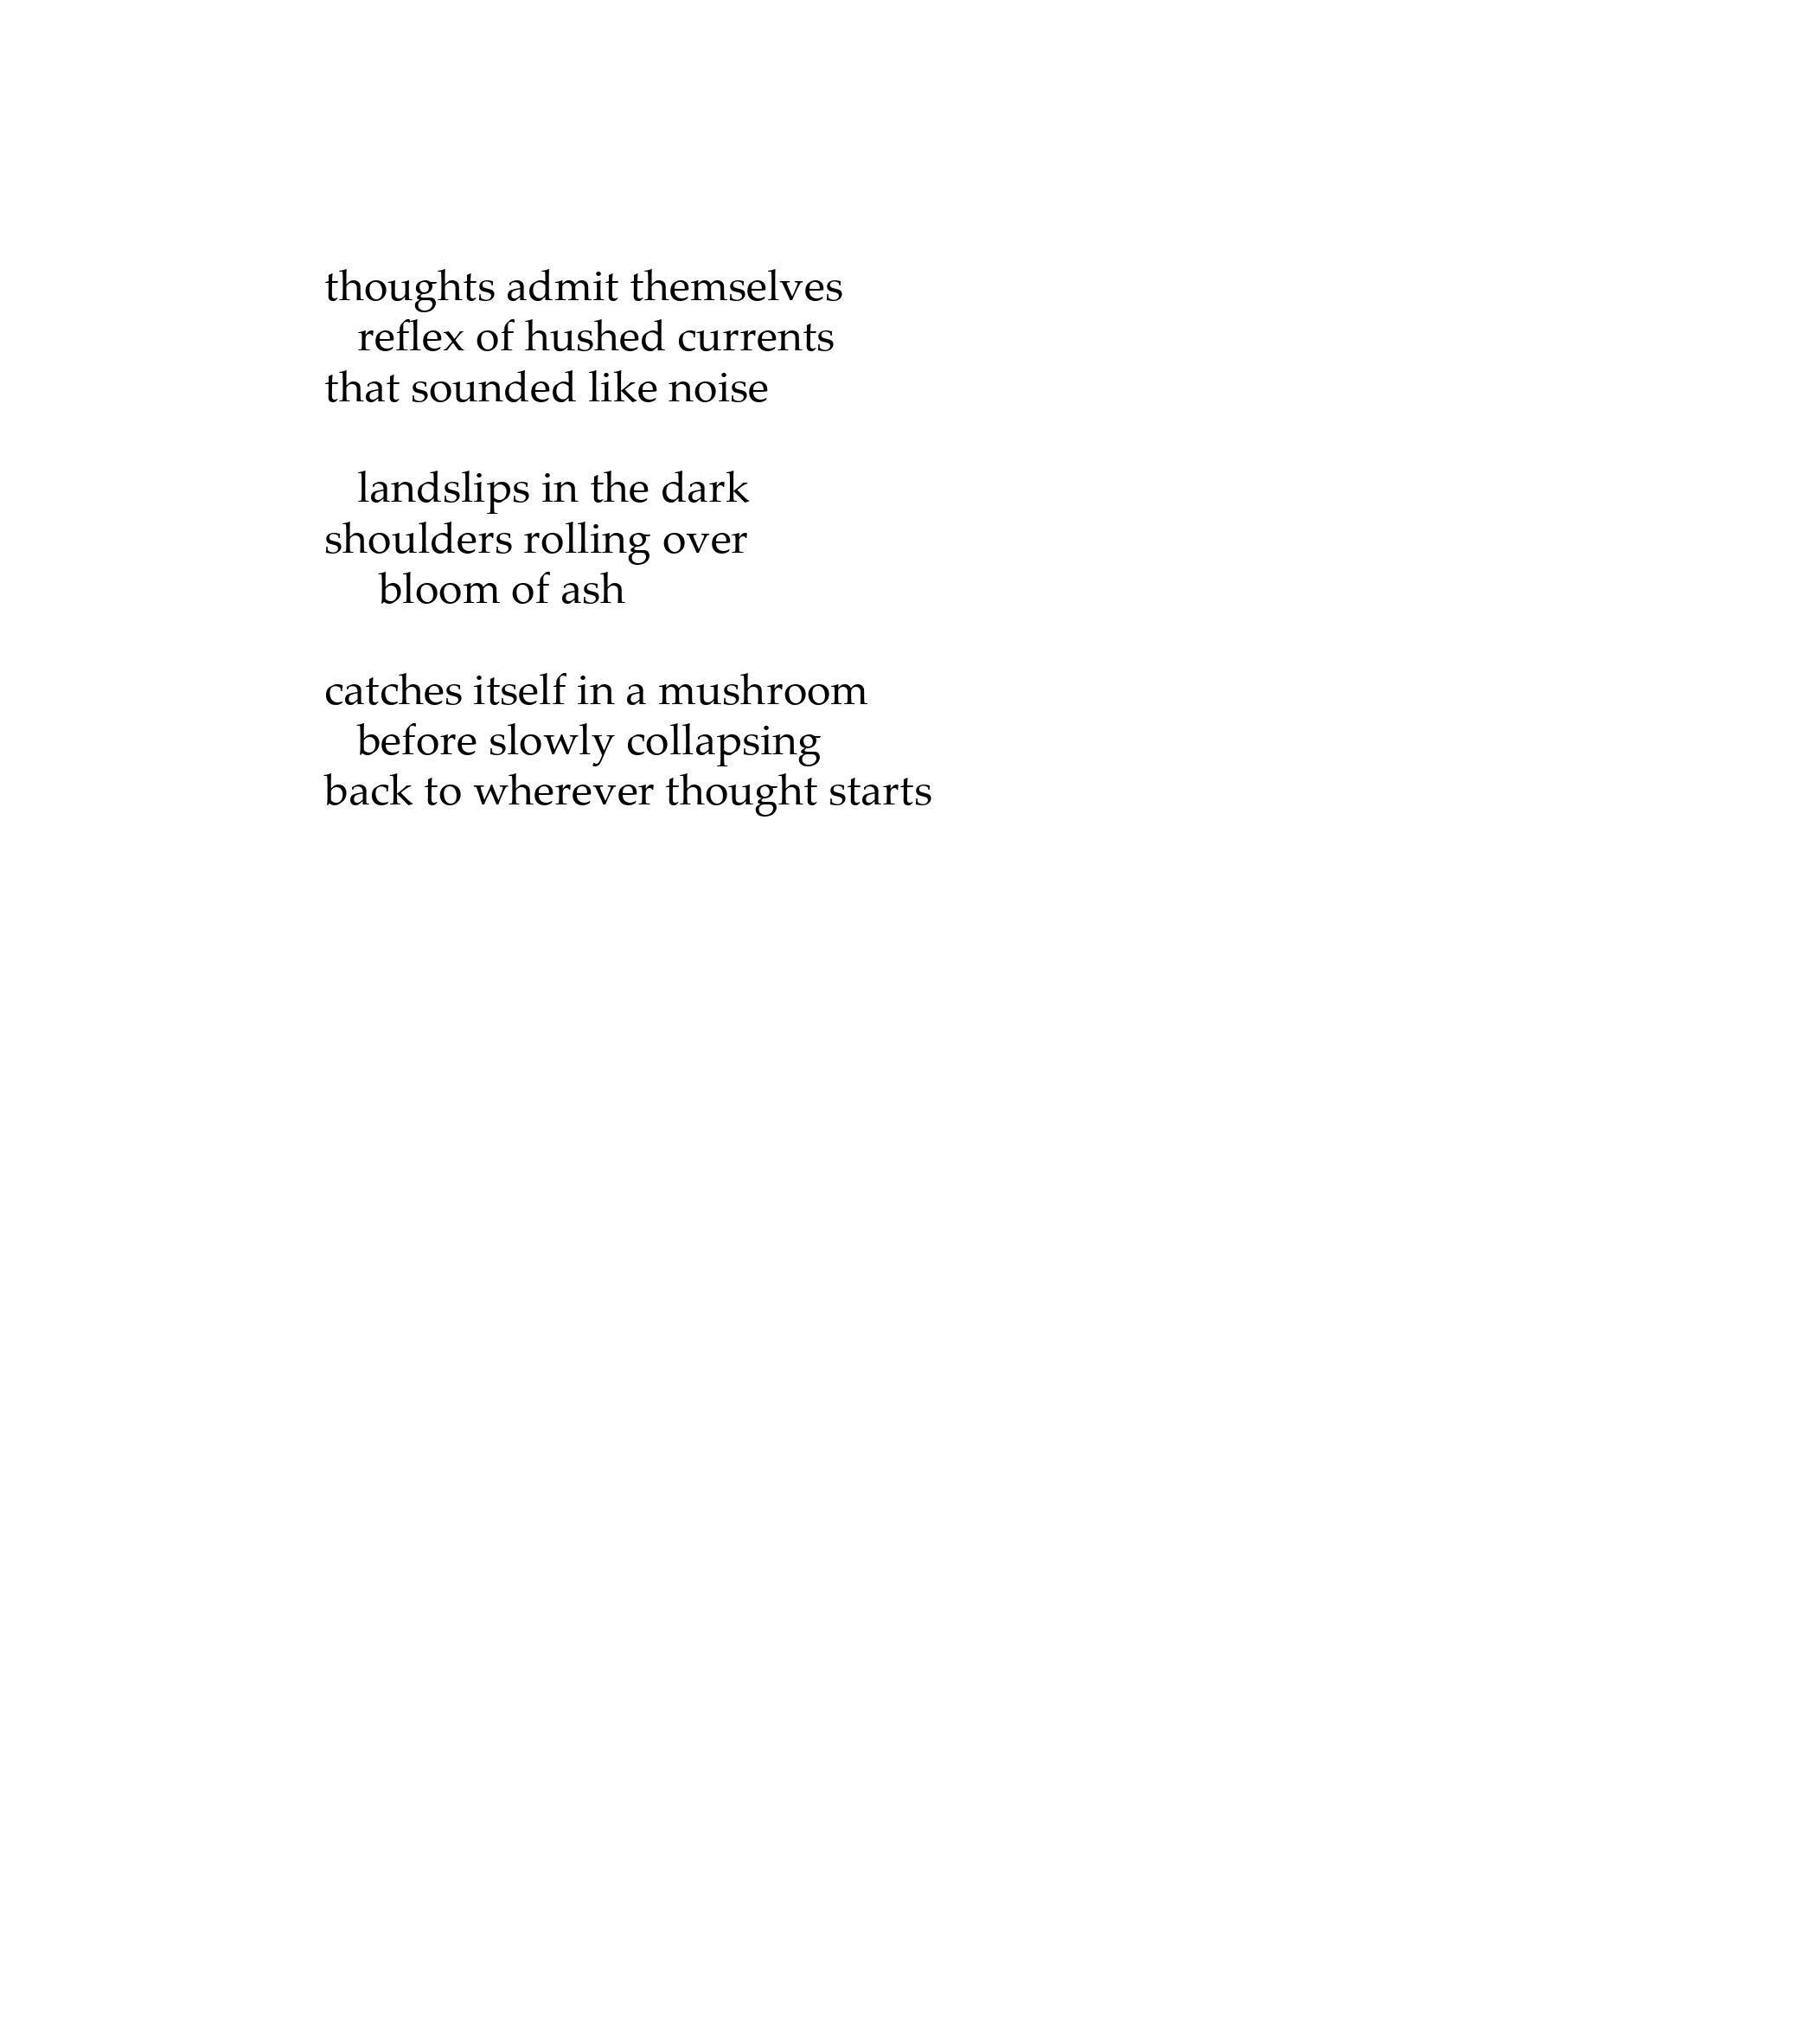 thoughts admit themselves
reflex of hushed currents
that sounded like noise
landslips in the dark
shoulders rolling over
bloom of ash
catches itself in a mushroom
before slowly collapsing
back to wherever thought starts